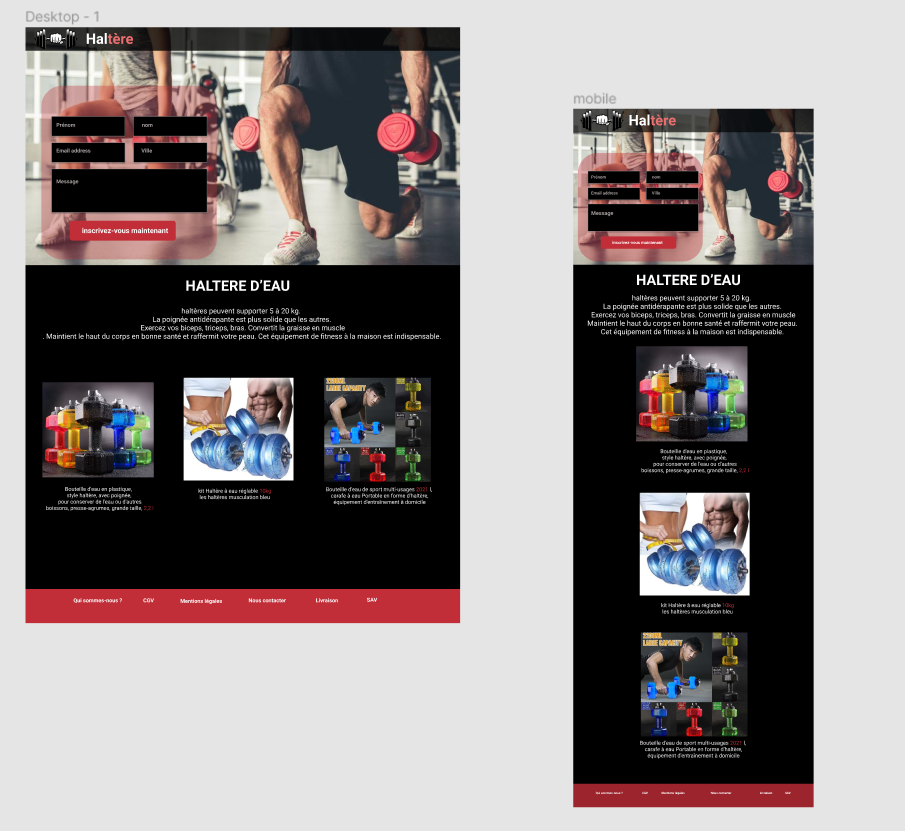 Desktop - 1
Haltère
Prénom
nom
Email address
Ville
Message
inscrivez-vous maintenant
HALTERE D'EAU
haltères peuvent supporter 5 à 20 kg.
La poignée antidérapante est plus solide que les autres.
Exercez vos biceps, triceps, bras. Convertit la graisse en muscle
. Maintient le haut du corps en bonne santé et raffermit votre peau. Cet équipement de fitness à la maison est indispensable.
2200ML
LARGE CAPACITY
Bouteille d'eau en plastique,
style haltère, avec poignée,
pour conserver de l'eau ou d'autres
boissons, presse-agrumes, grande taille, 2,2 l
kit Haltère à eau réglable 10kg
les haltères musculation bleu
Bouteille d'eau de sport multi-usages 2021 l,
carafe à eau Portable en forme d'haltère,
équipement d'entraînement à domicile
Qui sommes-nous ? CGV Mentions légales Nous contacter Livraison SAV
mobile
Haltère
Prénom
nom
Email address
Ville
Message
inscrivez-vous maintenant
HALTERE D'EAU
haltères peuvent supporter 5 à 20 kg.
La poignée antidérapante est plus solide que les autres.
Exercez vos biceps, triceps, bras. Convertit la graisse en muscle
Maintient le haut du corps en bonne santé et raffermit votre peau.
Cet équipement de fitness à la maison est indispensable.
Bouteille d'eau en plastique,
style haltère, avec poignée,
pour conserver de l'eau ou d'autres
boissons, presse-agrumes, grande taille, 2,2 l
kit Haltère à eau réglable 10kg
les haltères musculation bleu
2200ML
LARGE CAPACITY
Bouteille d'eau de sport multi-usages 2021 l,
carafe à eau Portable en forme d'haltère,
équipement d'entraînement à domicile
Qui sommes-nous ? CGV Mentions légales Nous contacter Livraison SAV